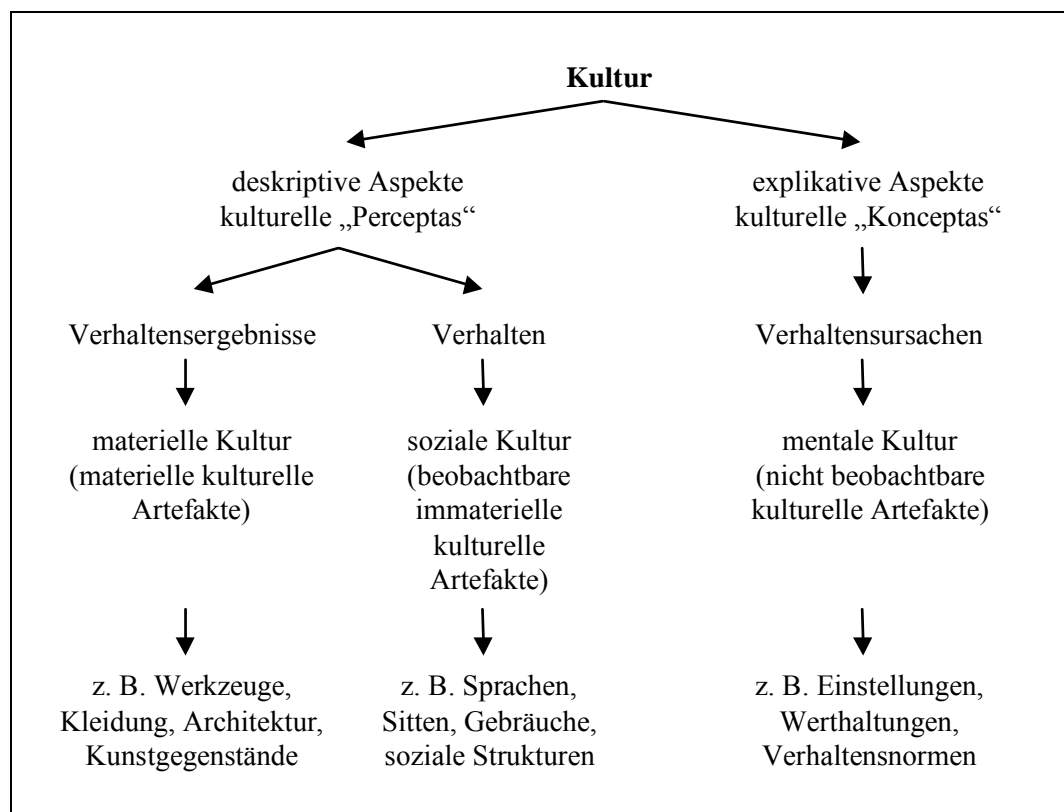 Kultur
deskriptive Aspekte
kulturelle „Perceptas“
explikative Aspekte
kulturelle „Konceptas“
Verhaltensergebnisse
Verhalten
Verhaltensursachen
materielle Kultur
(materielle kulturelle
Artefakte)
soziale Kultur
(beobachtbare
immaterielle
kulturelle
Artefakte)
mentale Kultur
(nicht beobachtbare
kulturelle Artefakte)
z. B. Werkzeuge,
Kleidung, Architektur,
Kunstgegenstände
z. B. Sprachen,
Sitten, Gebräuche,
soziale Strukturen
z. B. Einstellungen,
Werthaltungen,
Verhaltensnormen